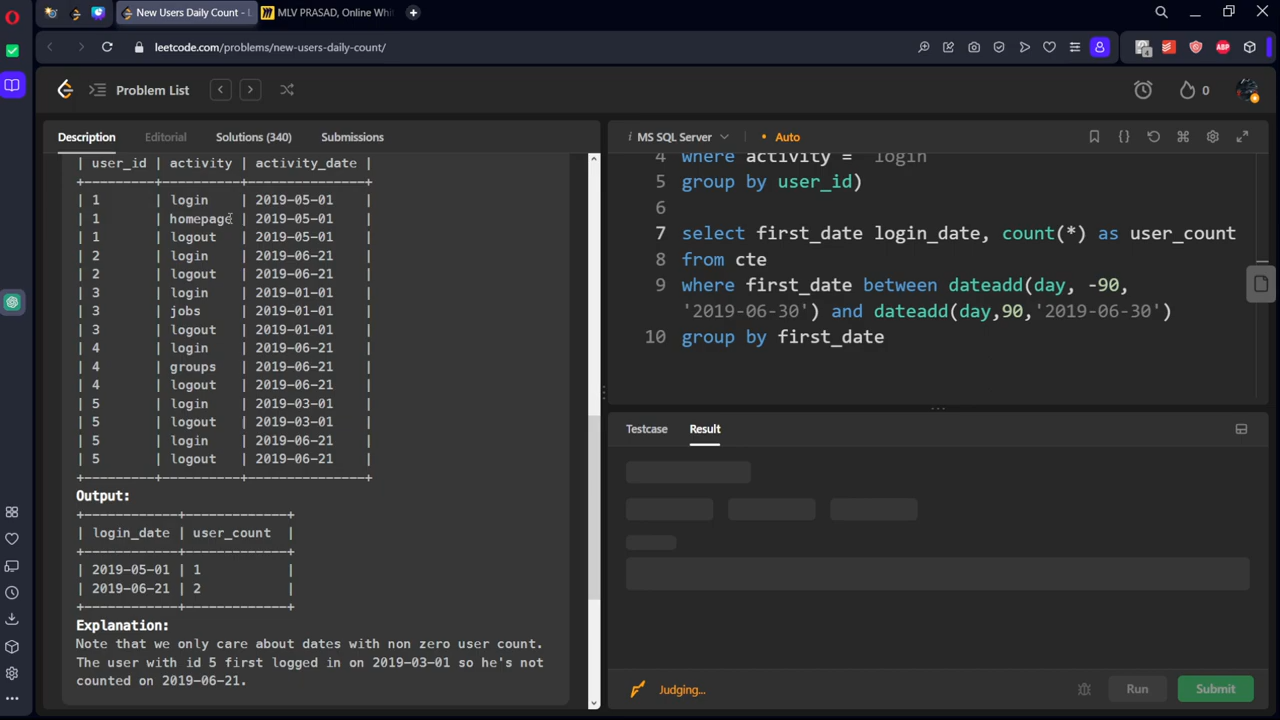 New Users Daily Count - L
MLV PRASAD, Online Whit
leetcode.com/problems/new-users-daily-count/
4
ABP
Problem List
0
Description
Editorial
Solutions (340)
Submissions
| user_id | activity | activity_date |
+---------+----------+---------------+
| 1 | login | 2019-05-01 |
| 1 | homepage | 2019-05-01 |
| 1 | logout | 2019-05-01 |
| 2 | login | 2019-06-21 |
| 2 | logout | 2019-06-21 |
| 3 | login | 2019-01-01 |
| 3 | jobs | 2019-01-01 |
| 3 | logout | 2019-01-01 |
| 4 | login | 2019-06-21 |
| 4 | groups | 2019-06-21 |
| 4 | logout | 2019-06-21 |
| 5 | login | 2019-03-01 |
| 5 | logout | 2019-03-01 |
| 5 | login | 2019-06-21 |
| 5 | logout | 2019-06-21 |
+---------+----------+---------------+
Output:
+------------+-------------+
| login_date | user_count |
+------------+-------------+
| 2019-05-01 | 1 |
| 2019-06-21 | 2 |
+------------+-------------+
Explanation:
Note that we only care about dates with non zero user count.
The user with id 5 first logged in on 2019-03-01 so he's not
counted on 2019-06-21.
i MS SQL Server
• Auto
{}
4 where activity = login
5 group by user_id)
6
7 select first_date login_date, count(*) as user_count
8 from cte
9 where first_date between dateadd(day, -90,
'2019-06-30') and dateadd(day,90,'2019-06-30')
10 group by first_date
Testcase
Result
Judging...
Run
Submit